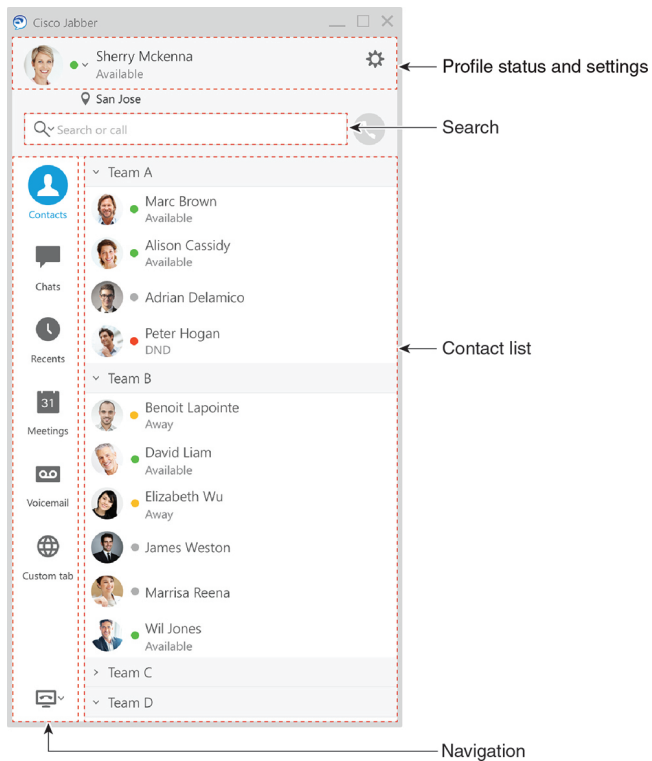 Cisco Jabber
Sherry Mckenna
Available
Profile status and settings
San Jose
Search or call
Search
Contacts
Chats
Recents
31
Meetings
Voicemail
Custom tab
Team A
Marc Brown
Available
Alison Cassidy
Available
Adrian Delamico
Peter Hogan
DND
Contact list
Team B
Benoit Lapointe
Away
David Liam
Available
Elizabeth Wu
Away
James Weston
Marrisa Reena
Wil Jones
Available
Team C
Team D
Navigation